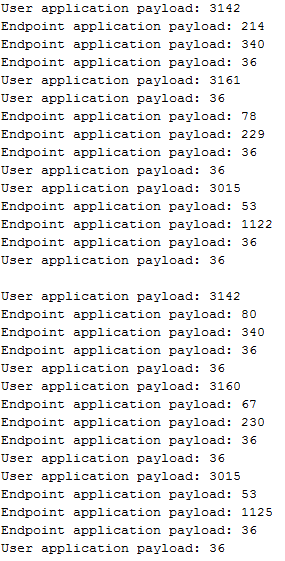 User application payload: 3142
Endpoint application payload: 214
Endpoint application payload: 340
Endpoint application payload: 36
User application payload: 3161
User application payload: 36
Endpoint application payload: 78
Endpoint application payload: 229
Endpoint application payload: 36
User application payload: 36
User application payload: 3015
Endpoint application payload: 53
Endpoint application payload: 1122
Endpoint application payload: 36
User application payload: 36

User application payload: 3142
Endpoint application payload: 80
Endpoint application payload: 340
Endpoint application payload: 36
User application payload: 36
User application payload: 3160
Endpoint application payload: 67
Endpoint application payload: 230
Endpoint application payload: 36
User application payload: 36
User application payload: 3015
Endpoint application payload: 53
Endpoint application payload: 1125
Endpoint application payload: 36
User application payload: 36